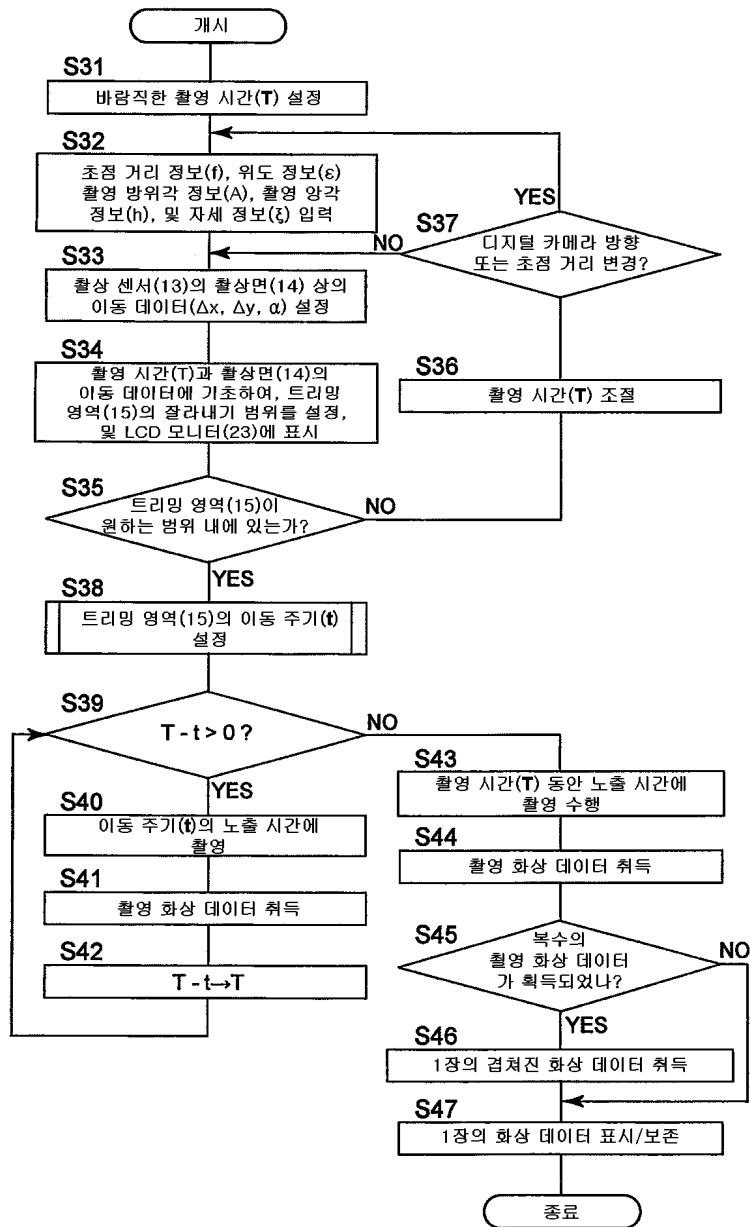 개시
S31
바람직한 촬영 시간(T) 설정
S32
초점 거리 정보(f), 위도 정보(ε)
촬영 방위각 정보(A), 촬영 앙각
정보(h), 및 자세 정보(ξ) 입력
YES
S37
NO
디지털 카메라 방향
또는 초점 거리 변경?
S33
촬상 센서(13)의 촬상면(14) 상의
이동 데이터(Δx, Δy, α) 설정
S34
촬영 시간(T)과 촬상면(14)의
이동 데이터에 기초하여, 트리밍
영역(15)의 잘라내기 범위를 설정,
및 LCD 모니터(23)에 표시
S36
촬영 시간(T) 조절
S35
트리밍 영역(15)이
원하는 범위 내에 있는가?
NO
YES
S38
트리밍 영역(15)의 이동 주기(t)
설정
S39
T - t > 0 ?
NO
YES
S40
이동 주기(t)의 노출 시간에
촬영
S41
촬영 화상 데이터 취득
S42
T - t→T
S43
촬영 시간(T) 동안 노출 시간에
촬영 수행
S44
촬영 화상 데이터 취득
S45
복수의
촬영 화상 데이터
가 획득되었나?
NO
YES
S46
1장의 겹쳐진 화상 데이터 취득
S47
1장의 화상 데이터 표시/보존
종료